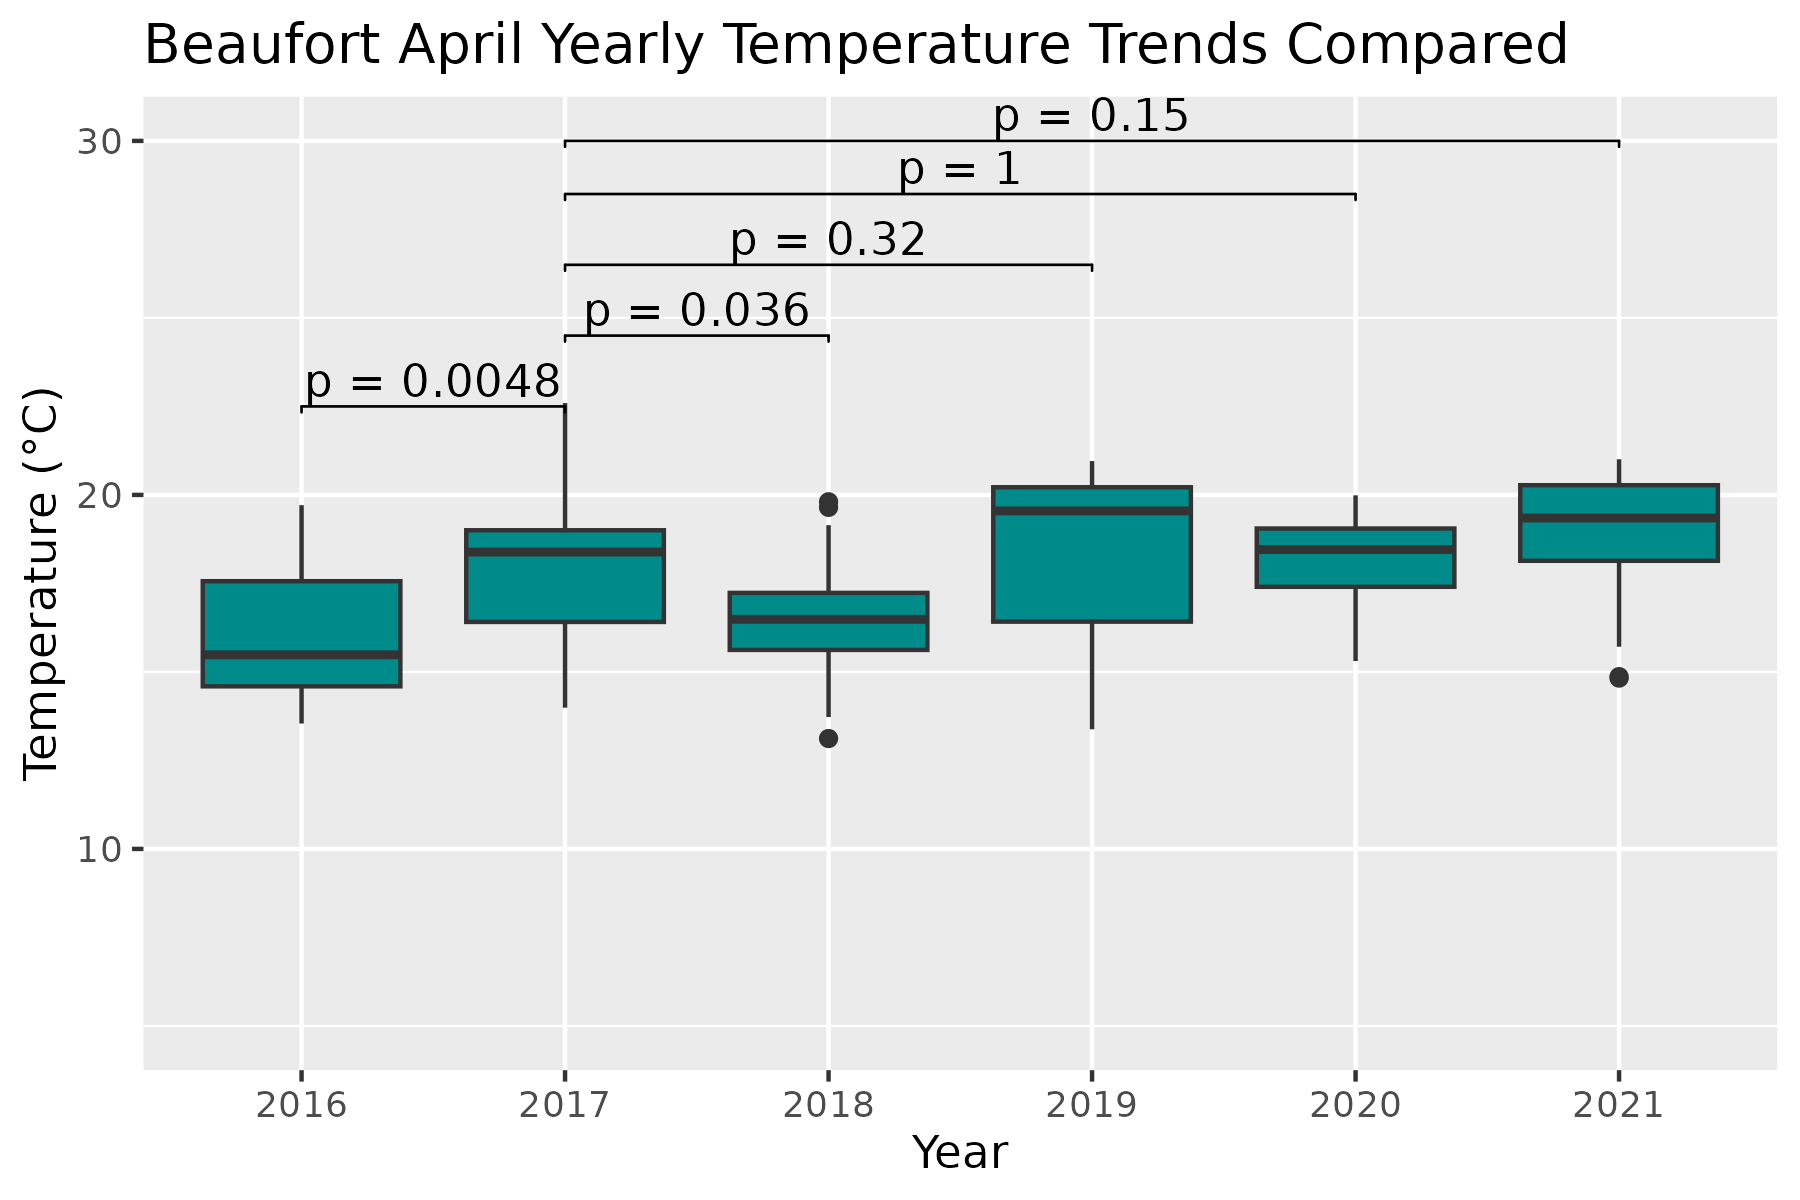 Beaufort April Yearly Temperature Trends Compared
p = 0.15
p = 1
p = 0.32
p = 0.036
p = 0.0048
30
20
10
Temperature (°C)
2016 2017 2018 2019 2020 2021
Year